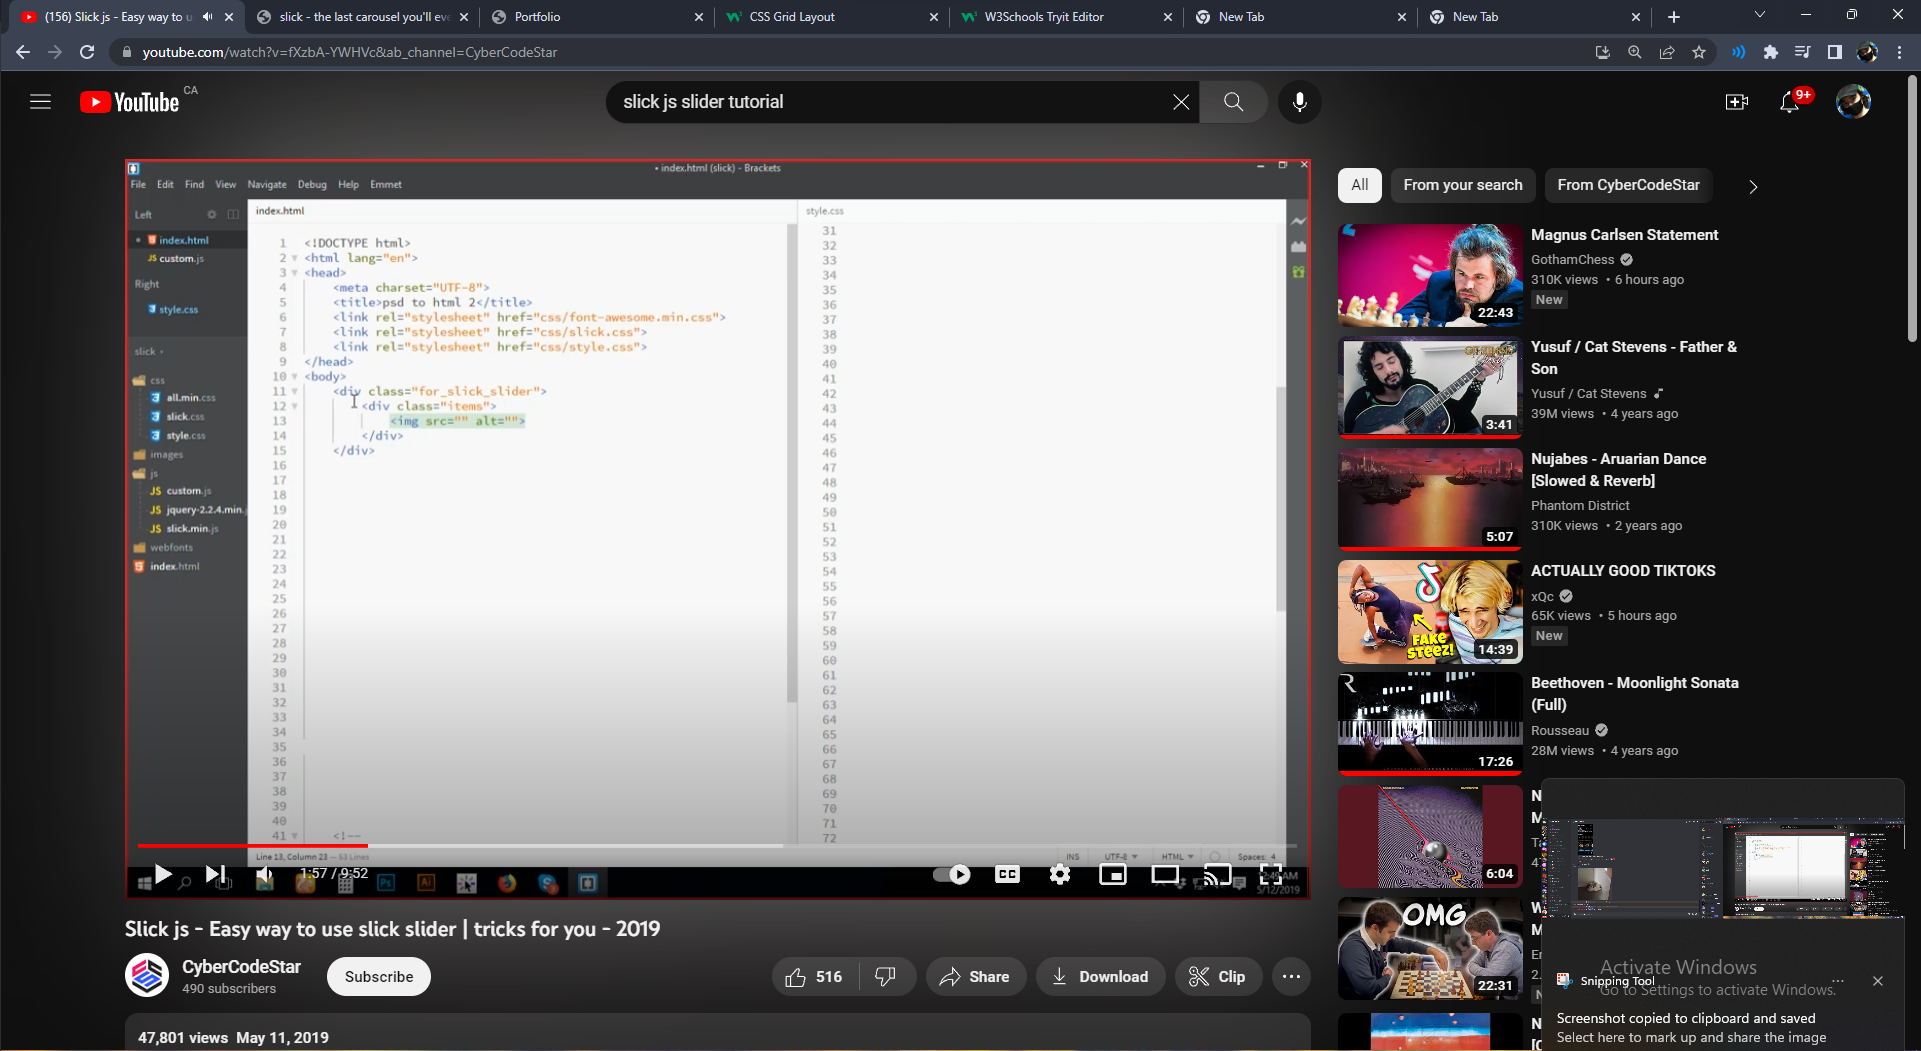 (156) Slick js - Easy way to u
slick - the last carousel you'll eve
Portfolio
CSS Grid Layout
W3Schools Tryit Editor
New Tab
New Tab
youtube.com/watch?v=fXzbA-YWHVc&ab_channel=CyberCodeStar
YouTube CA
slick js slider tutorial
9+
• index.html (slick) - Brackets
File Edit Find View Navigate Debug Help Emmet
Left
index.html
custom.js
Right
style.css
slick
css
all.min.css
slick.css
style.css
images
js
custom.js
jquery-2.2.4.min.j
slick.min.js
webfonts
index.html
index.html
1 <!DOCTYPE html>
2 <html lang="en">
3 <head>
4 <meta charset="UTF-8">
5 <title>psd to html 2</title>
6 <link rel="stylesheet" href="css/font-awesome.min.css">
7 <link rel="stylesheet" href="css/slick.css">
8 <link rel="stylesheet" href="css/style.css">
9 </head>
10 <body>
11 <div class="for_slick_slider">
12 <div class="items">
13 <img src="" alt="">
14 </div>
15 </div>
16
17
18
19
20
21
22
23
24
25
26
27
28
29
30
31
32
33
34
35
36
37
38
39
40
41 <!--
style.css
31
32
33
34
35
36
37
38
39
40
41
42
43
44
45
46
47
48
49
50
51
52
53
54
55
56
57
58
59
60
61
62
63
64
65
66
67
68
69
70
71
72
Line 13, Column 23 — 53 Lines
INS UTF-8 HTML Spaces: 4
1:57 / 9:52
CC
5/12/2019
Slick js - Easy way to use slick slider | tricks for you - 2019
CyberCodeStar
490 subscribers
Subscribe
516
Share
Download
Clip
47,801 views May 11, 2019
All
From your search
From CyberCodeStar
Magnus Carlsen Statement
GothamChess
310K views • 6 hours ago
New
22:43
Yusuf / Cat Stevens - Father &
Son
Yusuf / Cat Stevens
39M views • 4 years ago
3:41
Nujabes - Aruarian Dance
[Slowed & Reverb]
Phantom District
310K views • 2 years ago
5:07
ACTUALLY GOOD TIKTOKS
xQc
65K views • 5 hours ago
New
FAKE
STEEZ!
14:39
Beethoven - Moonlight Sonata
(Full)
Rousseau
28M views • 4 years ago
17:26
6:04
OMG
22:31
Activate Windows
Go to Settings to activate Windows.
Snipping Tool
Screenshot copied to clipboard and saved
Select here to mark up and share the image